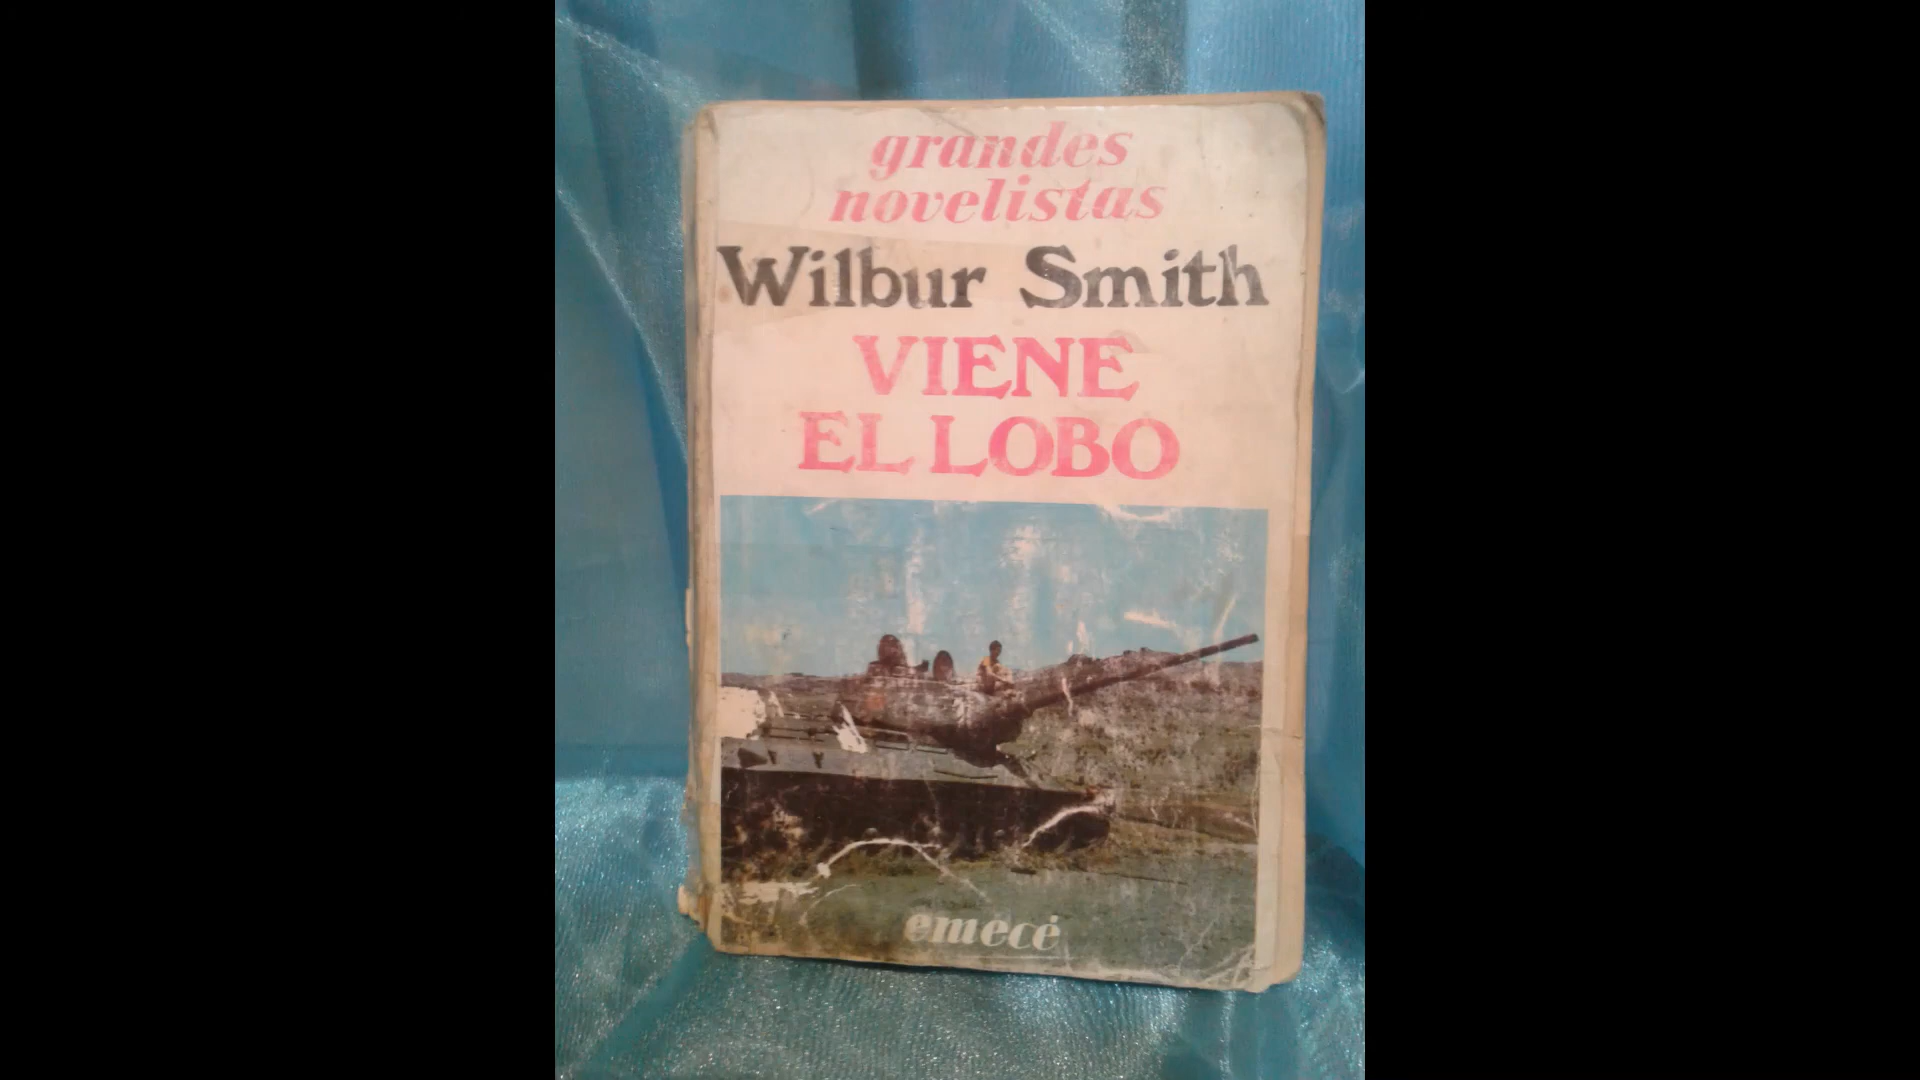 grandes
novelistas
Wilbur Smith
VIENE
EL LOBO
emecé